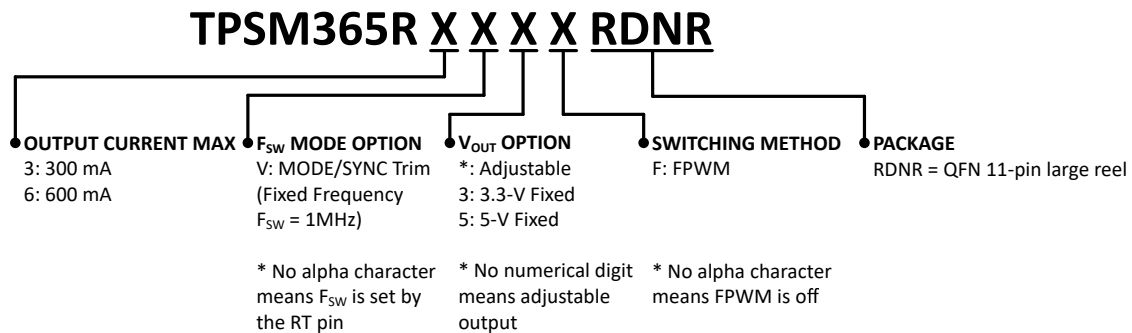 TPSM365R X X X X RDNR
OUTPUT CURRENT MAX
3: 300 mA
6: 600 mA
FSW MODE OPTION
V: MODE/SYNC Trim
(Fixed Frequency
FSW = 1MHz)
* No alpha character
means FSW is set by
the RT pin
VOUT OPTION
*: Adjustable
3: 3.3-V Fixed
5: 5-V Fixed
* No numerical digit
means adjustable
output
SWITCHING METHOD
F: FPWM
* No alpha character
means FPWM is off
PACKAGE
RDNR = QFN 11-pin large reel